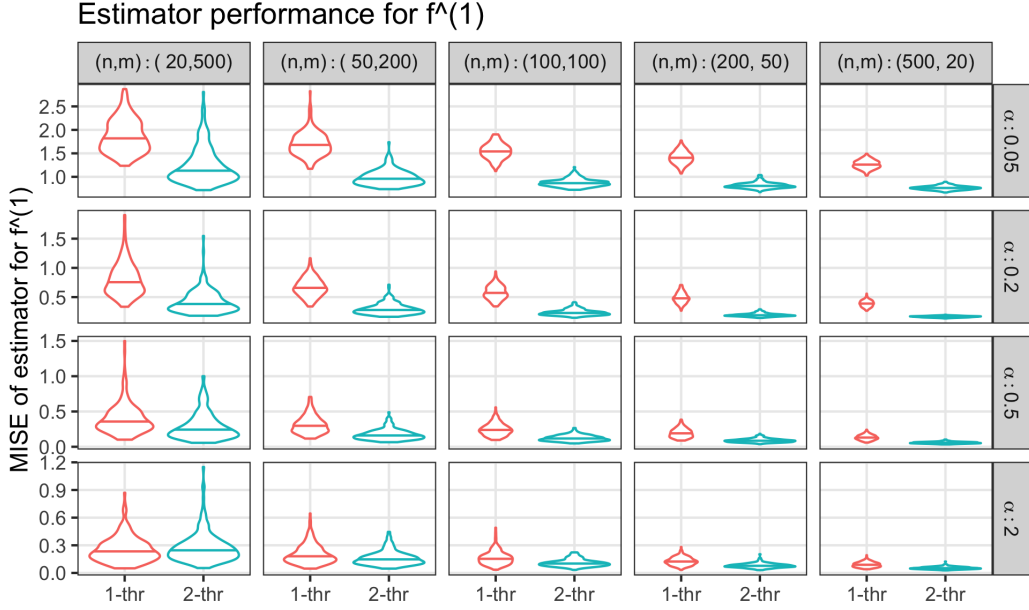 Estimator performance for f^(1)
(n,m) : ( 20,500)
(n,m) : ( 50,200)
(n,m) : (100,100)
(n,m) : (200, 50)
(n,m) : (500, 20)
MISE of estimator for f^(1)
2.5
2.0
1.5
1.0
α : 0.05
1.5
1.0
0.5
α : 0.2
1.5
1.0
0.5
0.0
α : 0.5
1.2
0.9
0.6
0.3
0.0
α : 2
1-thr 2-thr 1-thr 2-thr 1-thr 2-thr 1-thr 2-thr 1-thr 2-thr